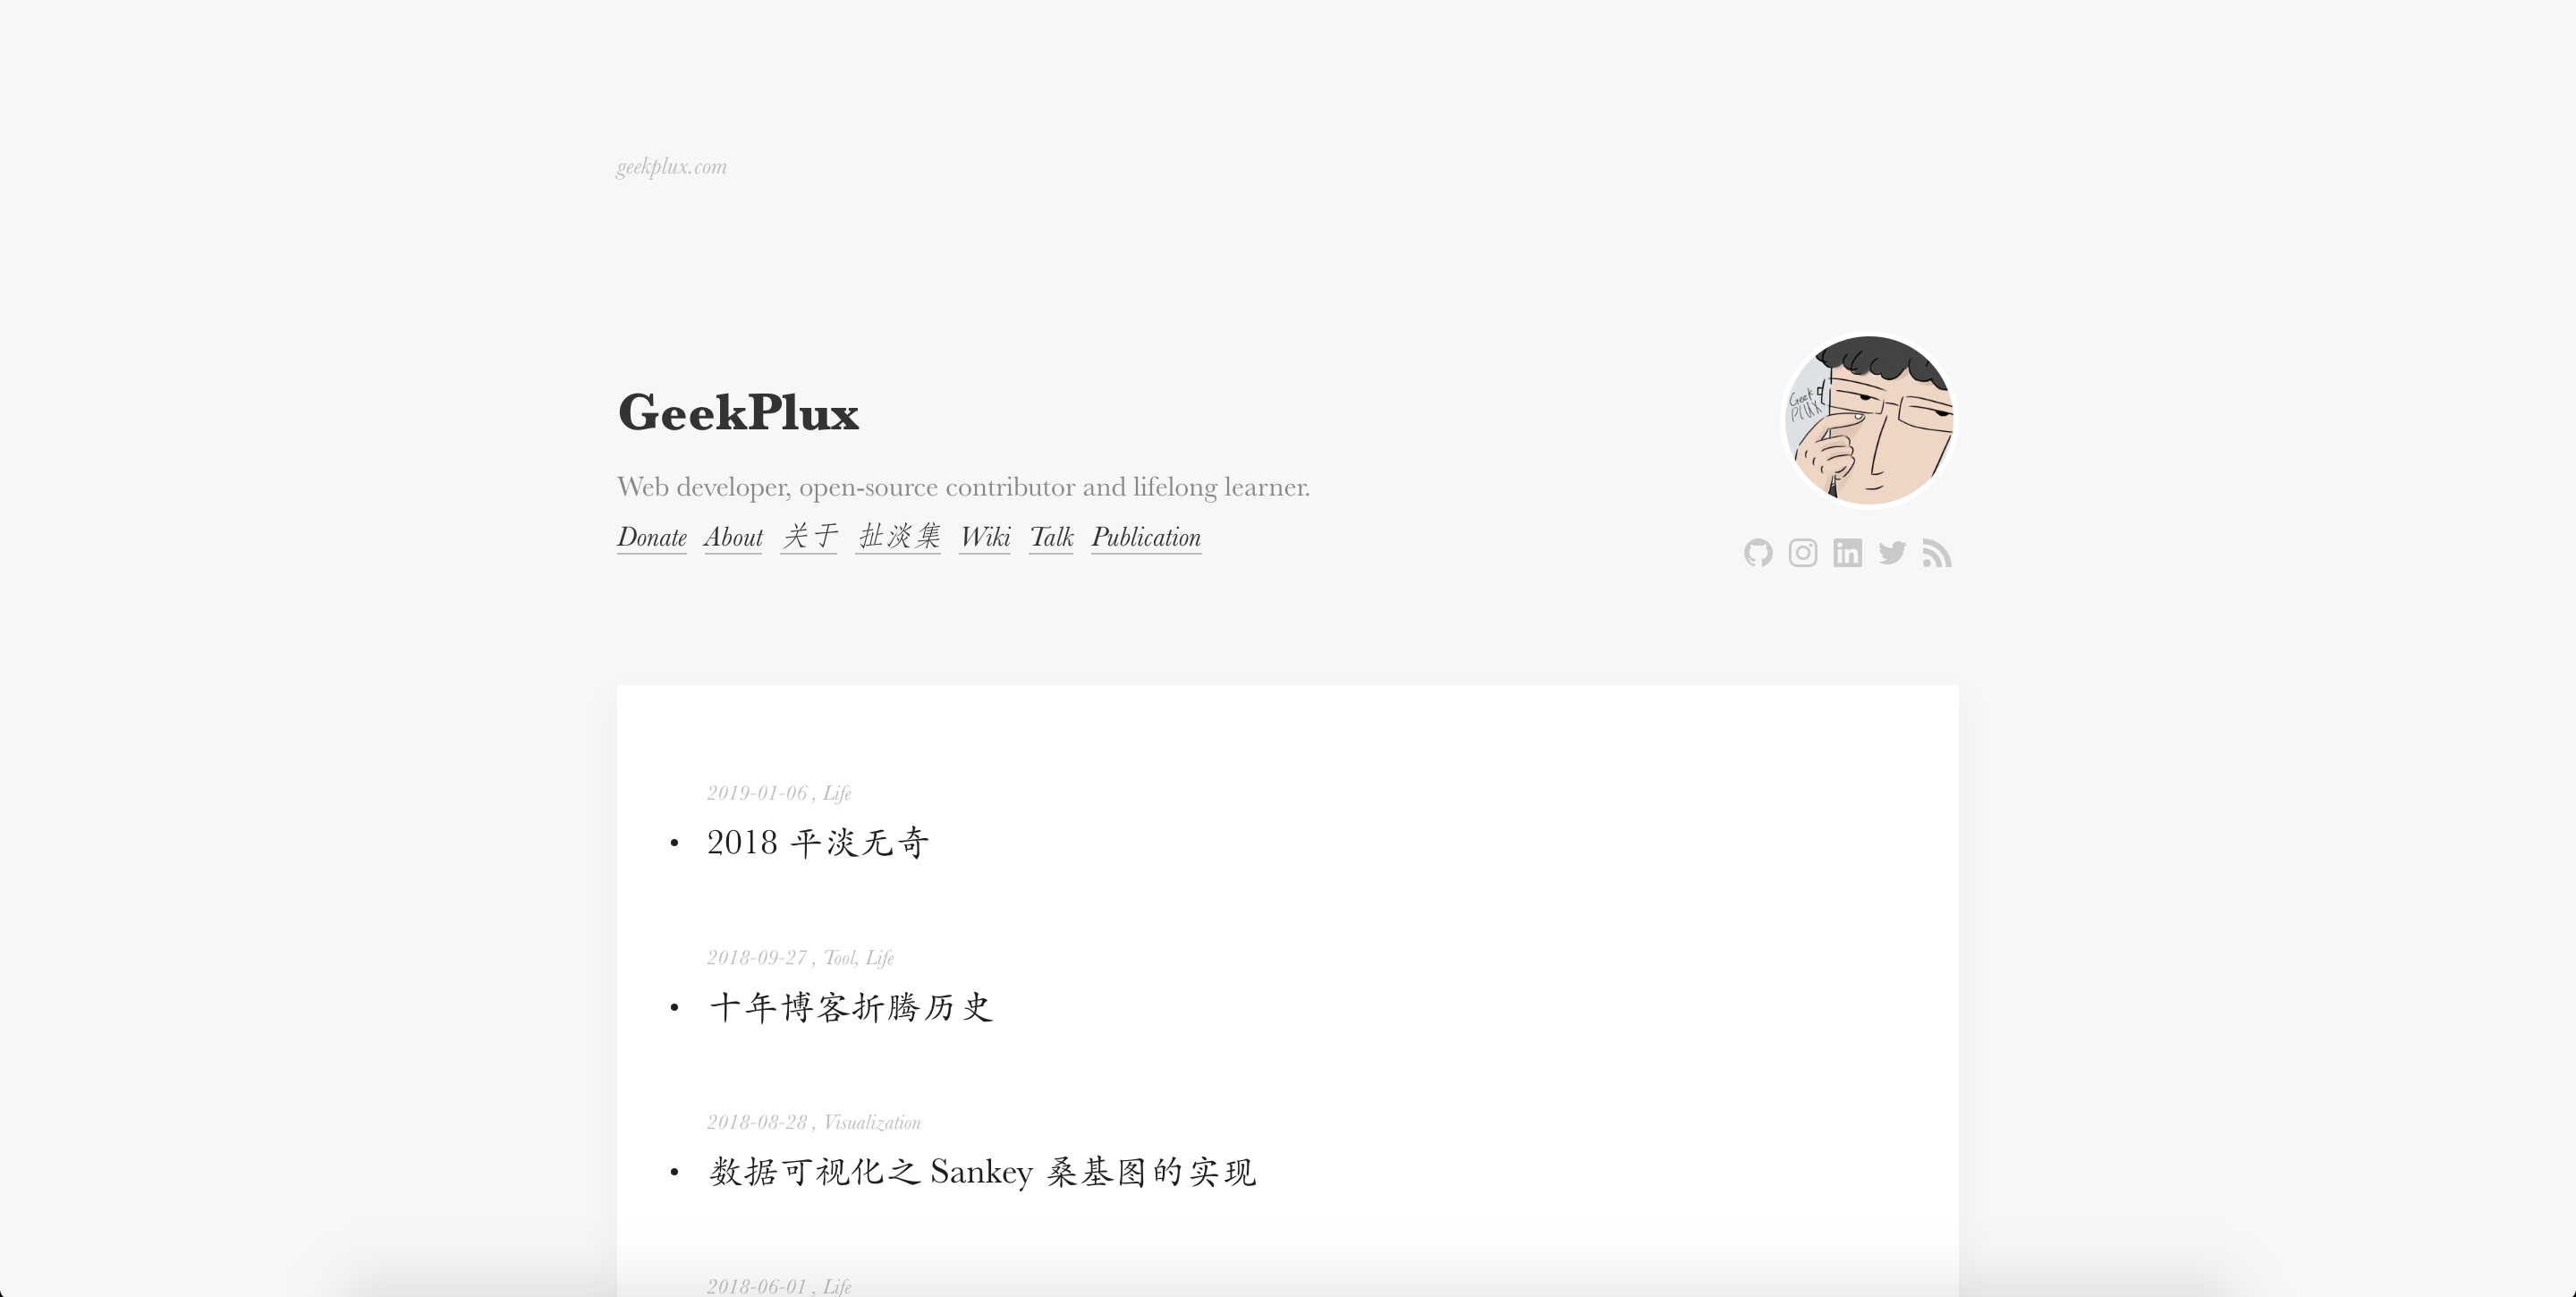 geekplux.com
GeekPlux
Geek
PLUX
Web developer, open-source contributor and lifelong learner.
Donate About 关于 扯淡集 Wiki Talk Publication
in
2019-01-06 , Life
• 2018 平淡无奇
2018-09-27 , Tool, Life
• 十年博客折腾历史
2018-08-28 , Visualization
• 数据可视化之 Sankey 桑基图的实现
2018-06-01 , Life